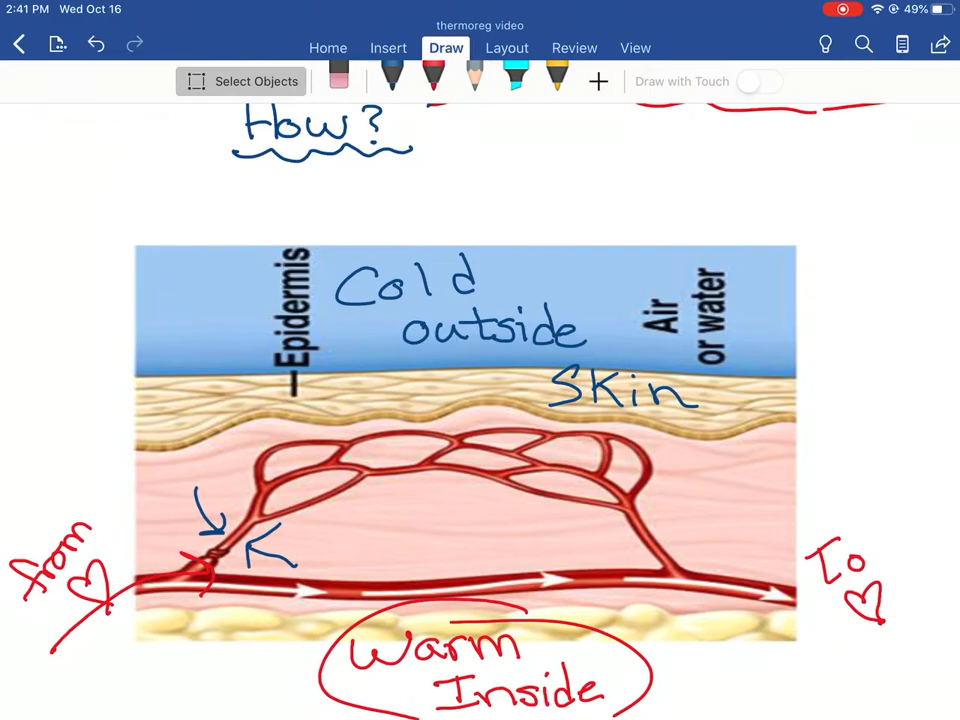 2:41 PM Wed Oct 16
49%
thermoreg video
Home Insert Draw Layout Review View
Select Objects
Draw with Touch
How?
Epidermis
Cold
outside
Air
or water
Skin
from
To
Warm
Inside